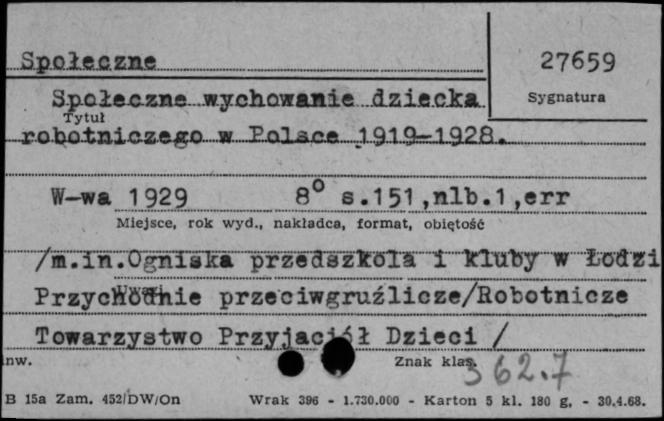 Społeczne
27659
Sygnatura
Społeczne wychowanie dziecka
Tytuł
robotniczego w Polsce 1919-1928.
W-wa 1929 8° s.151,nlb.1,err
Miejsce, rok wyd., nakładca, format, objętość
/m.in.Ogniska przedszkola i kluby w Łodzi
Uwagi
Przychodnie przeciwgruźlicze/Robotnicze
Towarzystwo Przyjaciół Dzieci /
inw. Znak klas. 362.7
B 15a Zam. 452/DW/On Wrak 396 - 1.730.000 - Karton 5 kl. 180 g. - 30.4.68.